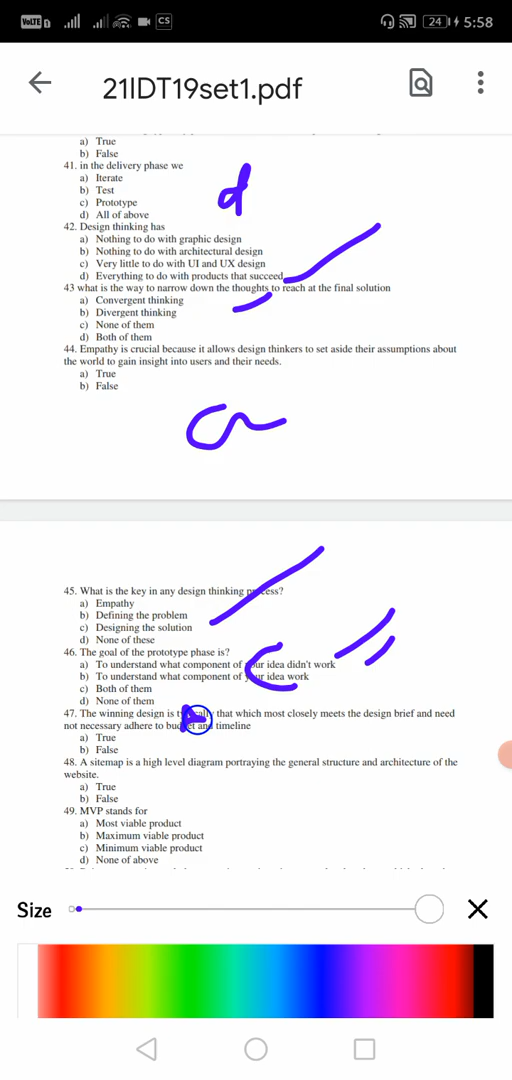 VoLTE CS 24 5:58
21IDT19set1.pdf
a) True
b) False
41. in the delivery phase we
a) Iterate
b) Test
c) Prototype
d) All of above
d
42. Design thinking has
a) Nothing to do with graphic design
b) Nothing to do with architectural design
c) Very little to do with UI and UX design
d) Everything to do with products that succeed
43 what is the way to narrow down the thoughts to reach at the final solution
a) Convergent thinking
b) Divergent thinking
c) None of them
d) Both of them
44. Empathy is crucial because it allows design thinkers to set aside their assumptions about
the world to gain insight into users and their needs.
a) True
b) False
a
45. What is the key in any design thinking process?
a) Empathy
b) Defining the problem
c) Designing the solution
d) None of these
46. The goal of the prototype phase is?
a) To understand what component of your idea didn't work
b) To understand what component of your idea work
c) Both of them
d) None of them
C
47. The winning design is typically that which most closely meets the design brief and need
not necessary adhere to budget and timeline
a) True
b) False
48. A sitemap is a high level diagram portraying the general structure and architecture of the
website.
a) True
b) False
49. MVP stands for
a) Most viable product
b) Maximum viable product
c) Minimum viable product
d) None of above
Size